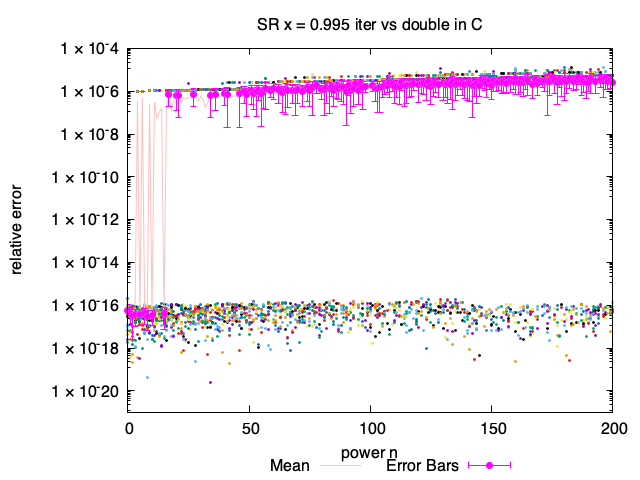 SR x = 0.995 iter vs double in C
1 × 10-4
1 × 10-6
1 × 10-8
1 × 10-10
1 × 10-12
1 × 10-14
1 × 10-16
1 × 10-18
1 × 10-20
relative error
0 50 100 150 200
power n
Mean Error Bars